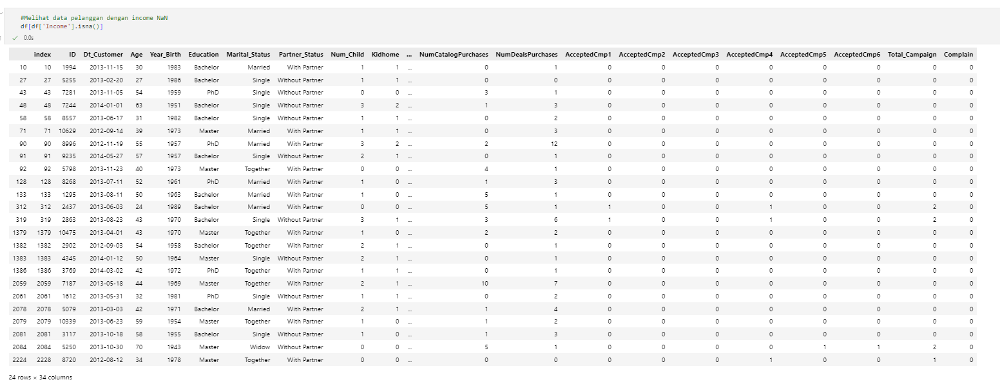 #Melihat data pelanggan dengan income NaN
df[df['Income'].isna()]
✓ 0.0s
index ID Dt_Customer Age Year_Birth Education Marital_Status Partner_Status Num_Child Kidhome ... NumCatalogPurchases NumDealsPurchases AcceptedCmp1 AcceptedCmp2 AcceptedCmp3 AcceptedCmp4 AcceptedCmp5 AcceptedCmp6 Total_Campaign Complain
10 10 1994 2013-11-15 30 1983 Bachelor Married With Partner 1 1 ... 0 1 0 0 0 0 0 0 0 0
27 27 5255 2013-02-20 27 1986 Bachelor Single Without Partner 1 1 ... 0 0 0 0 0 0 0 0 0 0
43 43 7281 2013-11-05 54 1959 PhD Single Without Partner 0 0 ... 3 1 0 0 0 0 0 0 0 0
48 48 7244 2014-01-01 63 1951 Bachelor Single Without Partner 3 2 ... 1 3 0 0 0 0 0 0 0 0
58 58 8557 2013-06-17 31 1982 Bachelor Single Without Partner 1 1 ... 0 2 0 0 0 0 0 0 0 0
71 71 10629 2012-09-14 39 1973 Master Married With Partner 1 1 ... 0 3 0 0 0 0 0 0 0 0
90 90 8996 2012-11-19 55 1957 PhD Married With Partner 3 2 ... 2 12 0 0 0 0 0 0 0 0
91 91 9235 2014-05-27 57 1957 Bachelor Single Without Partner 2 1 ... 0 1 0 0 0 0 0 0 0 0
92 92 5798 2013-11-23 40 1973 Master Together With Partner 0 0 ... 4 1 0 0 0 0 0 0 0 0
128 128 8268 2013-07-11 52 1961 PhD Married With Partner 1 0 ... 1 3 0 0 0 0 0 0 0 0
133 133 1295 2013-08-11 50 1963 Bachelor Married With Partner 1 0 ... 5 1 0 0 0 0 0 0 0 0
312 312 2437 2013-06-03 24 1989 Bachelor Married With Partner 0 0 ... 5 1 1 0 0 1 0 0 2 0
319 319 2863 2013-08-23 43 1970 Bachelor Single Without Partner 3 1 ... 3 6 1 0 0 1 0 0 2 0
1379 1379 10475 2013-04-01 43 1970 Master Together With Partner 1 0 ... 2 2 0 0 0 0 0 0 0 0
1382 1382 2902 2012-09-03 54 1958 Bachelor Together With Partner 2 1 ... 0 1 0 0 0 0 0 0 0 0
1383 1383 4345 2014-01-12 50 1964 Master Single Without Partner 2 1 ... 0 1 0 0 0 0 0 0 0 0
1386 1386 3769 2014-03-02 42 1972 PhD Together With Partner 1 1 ... 0 1 0 0 0 0 0 0 0 0
2059 2059 7187 2013-05-18 44 1969 Master Together With Partner 2 1 ... 10 7 0 0 0 0 0 0 0 0
2061 2061 1612 2013-05-31 32 1981 PhD Single Without Partner 1 1 ... 0 2 0 0 0 0 0 0 0 0
2078 2078 5079 2013-03-03 42 1971 Bachelor Married With Partner 2 1 ... 1 4 0 0 0 0 0 0 0 0
2079 2079 10339 2013-06-23 59 1954 Master Together With Partner 1 0 ... 1 2 0 0 0 0 0 0 0 0
2081 2081 3117 2013-10-18 58 1955 Bachelor Single Without Partner 1 0 ... 1 3 0 0 0 0 0 0 0 0
2084 2084 5250 2013-10-30 70 1943 Master Widow Without Partner 0 0 ... 5 1 0 0 0 0 1 1 2 0
2224 2228 8720 2012-08-12 34 1978 Master Together With Partner 0 0 ... 0 0 0 0 0 1 0 0 1 0
24 rows × 34 columns